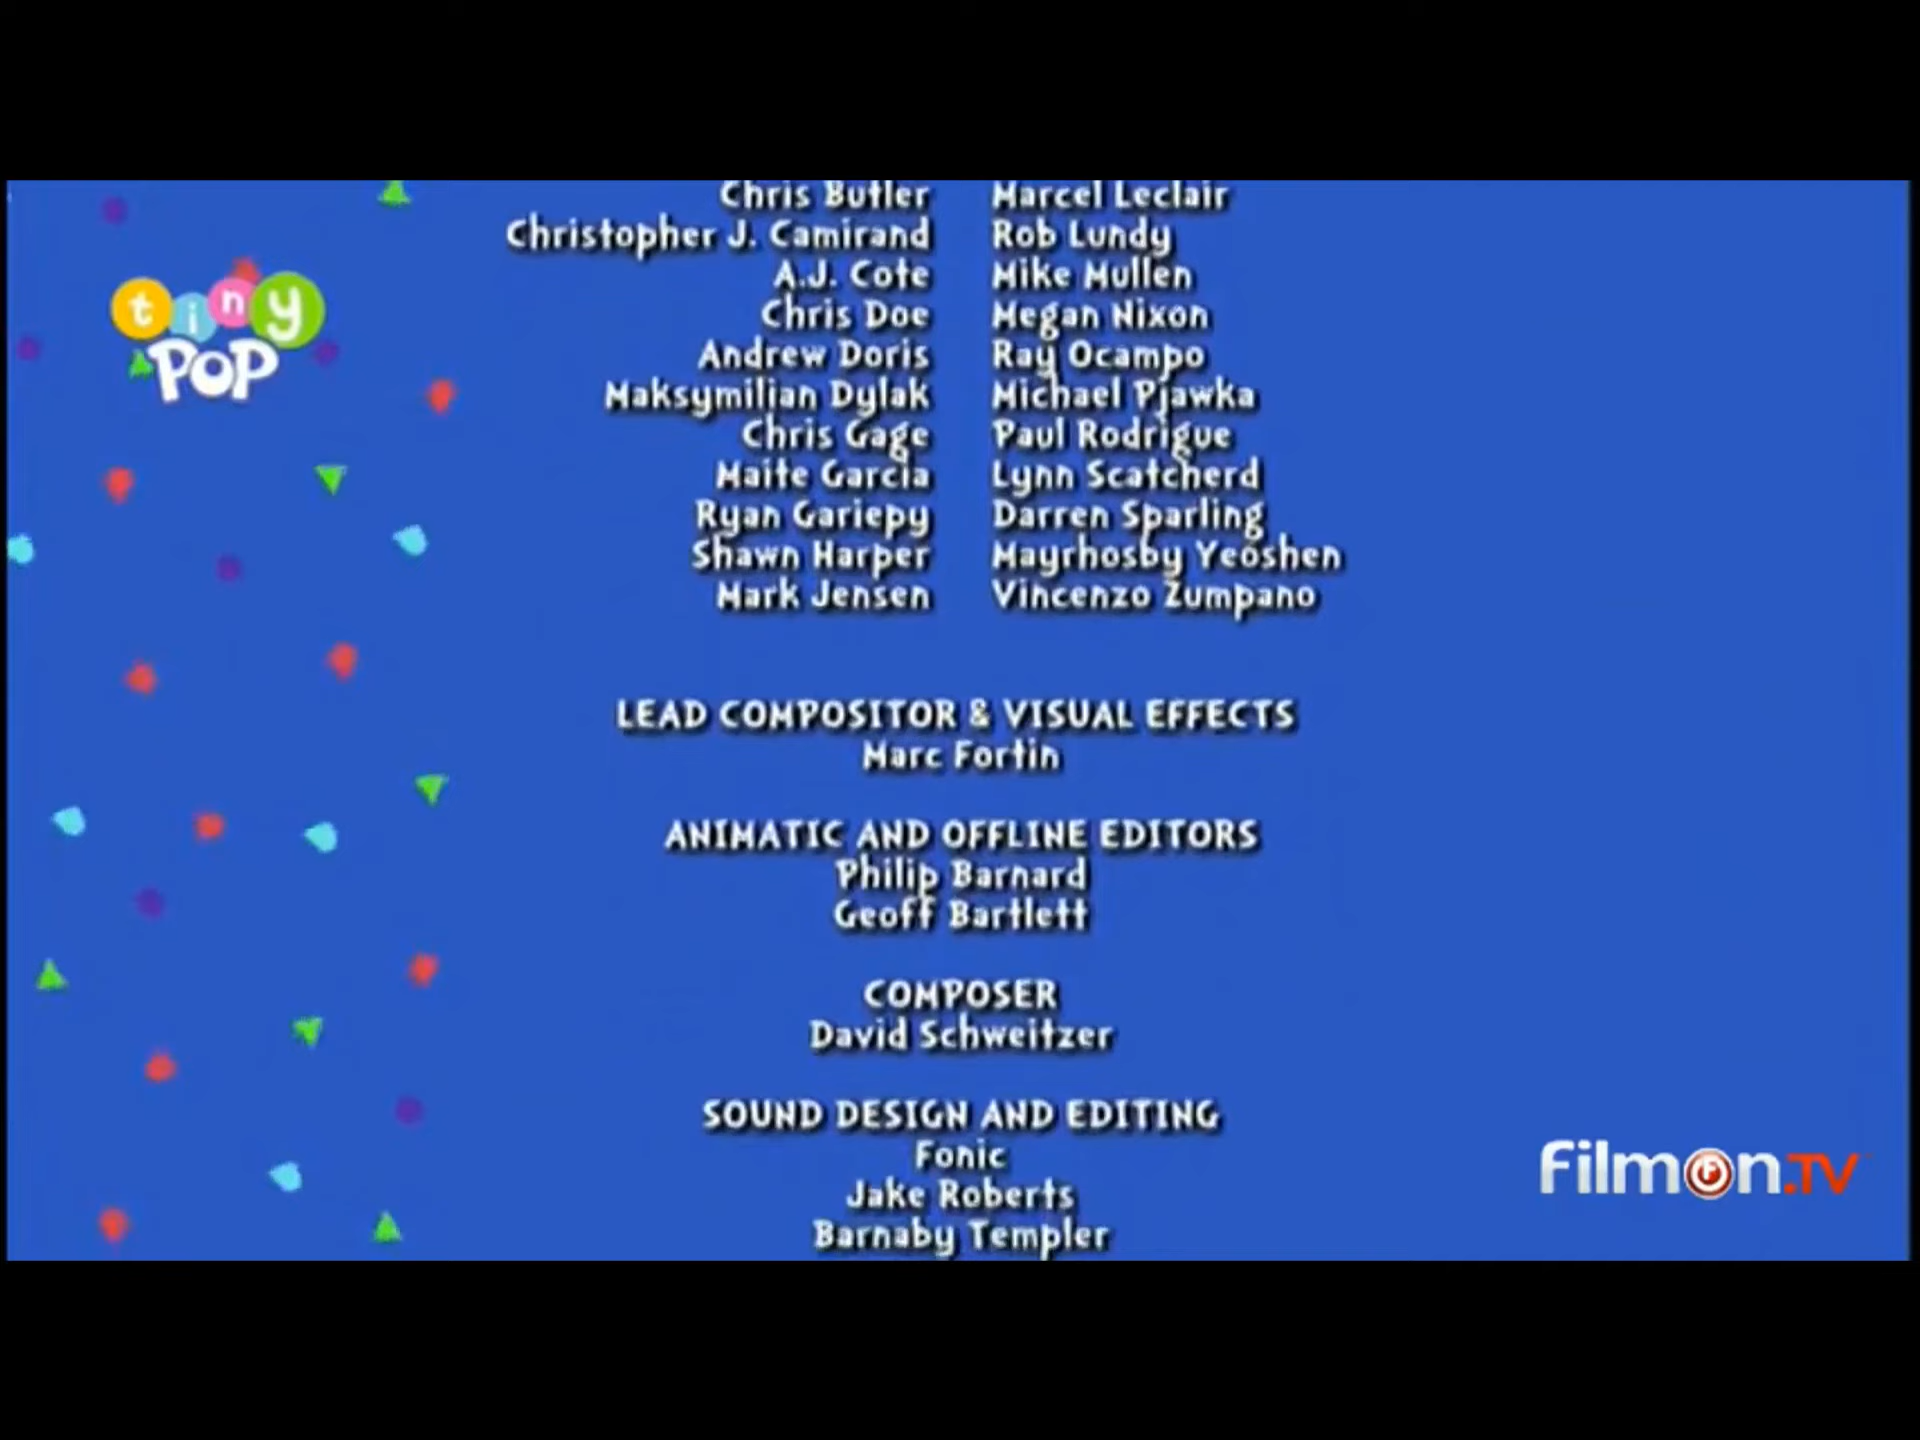 tiny
POP
Chris Butler Marcel Leclair
Christopher J. Camirand Rob Lundy
A.J. Cote Mike Mullen
Chris Doe Megan Nixon
Andrew Doris Ray Ocampo
Maksymilian Dylak Michael Pjawka
Chris Gage Paul Rodrigue
Maite Garcia Lynn Scatcherd
Ryan Gariepy Darren Sparling
Shawn Harper Mayrhosby Yeoshen
Mark Jensen Vincenzo Zumpano
LEAD COMPOSITOR & VISUAL EFFECTS
Marc Fortin
ANIMATIC AND OFFLINE EDITORS
Philip Barnard
Geoff Bartlett
COMPOSER
David Schweitzer
SOUND DESIGN AND EDITING
Fonic
Jake Roberts
Barnaby Templer
Filmon.TV